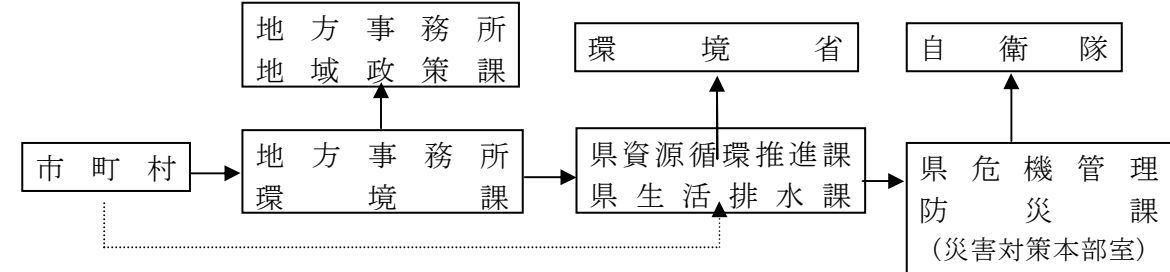 地方事務所
地域政策課
環境省
自衛隊
市町村
地方事務所
環境課
県資源循環推進課
県生活排水課
県危機管理
防災課
（災害対策本部室）